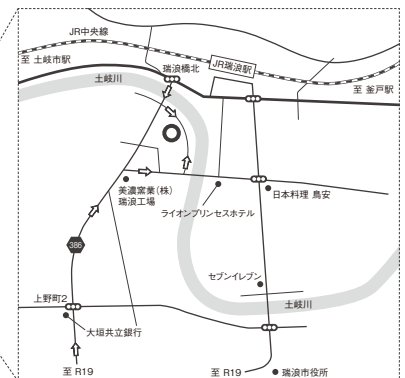 JR中央線
至 土岐市駅
瑞浪橋北
JR瑞浪駅
土岐川
至 釜戸駅
美濃窯業(株)
瑞浪工場
日本料理 鳥安
ライオンプリンセスホテル
386
セブンイレブン
上野町2
土岐川
大垣共立銀行
至 R19
至 R19
瑞浪市役所